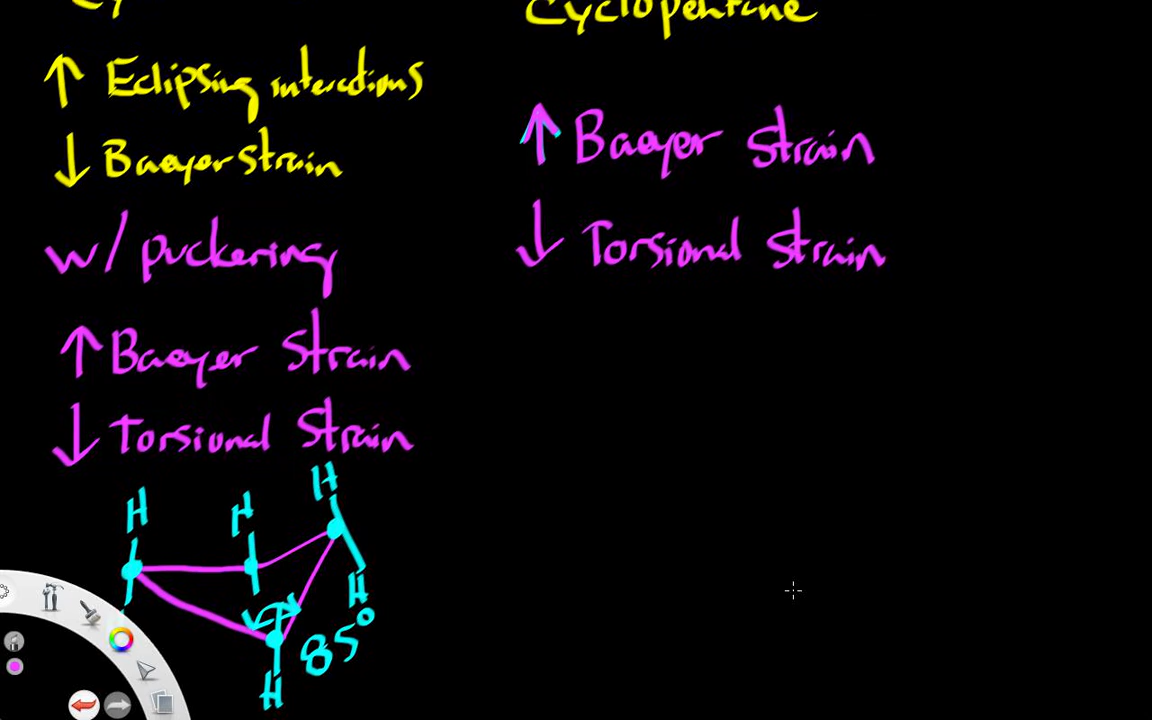 Cyclopentane
↑ Eclipsing interactions
↓ Baeyer Strain
w/ puckering
↑ Baeyer Strain
↓ Torsional Strain
↑ Baeyer Strain
↓ Torsional Strain
H H H
H
85°
H